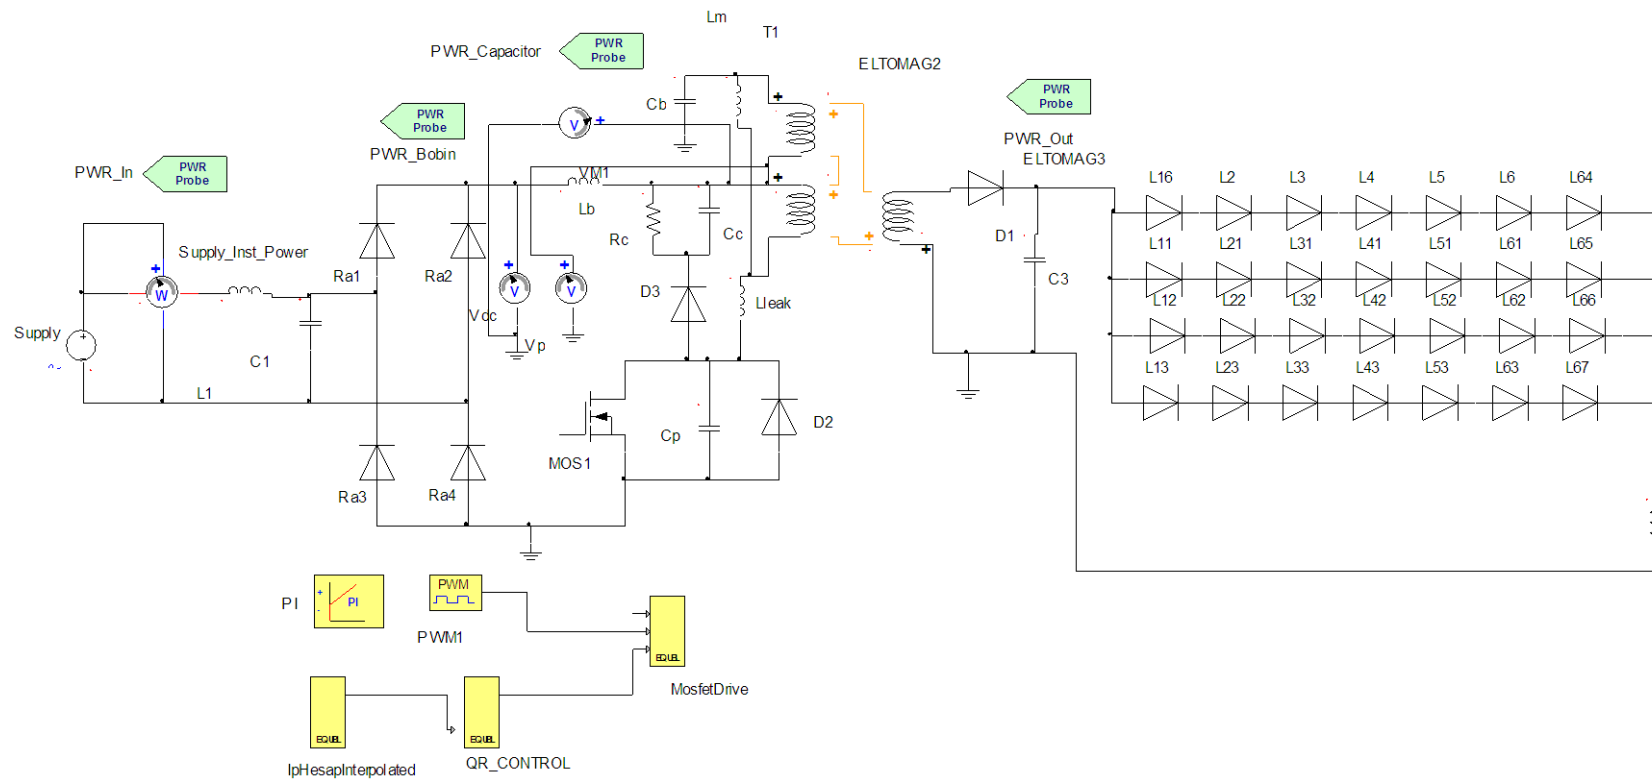 Lm
T1
PWR_Capacitor
PWR
Probe
ELTOMAG2
PWR
Probe
Cb
V
PWR
Probe
PWR_Out
PWR_Bobin
ELTOMAG3
PWR_In
PWR
Probe
VM1
L16 L2 L3 L4 L5 L6 L64
Lb
Rc
Cc
D1
Supply_Inst_Power
L11 L21 L31 L41 L51 L61 L65
Ra1
Ra2
W
V
V
D3
Lleak
C3
L12 L22 L32 L42 L52 L62 L66
Supply
Vcc
Vp
C1
L13 L23 L33 L43 L53 L63 L67
L1
D2
Cp
MOS1
Ra3
Ra4
PI
PI
PWM
PWM1
EQUBL
MosfetDrive
EQUBL
EQUBL
IpHesapInterpolated
QR_CONTROL